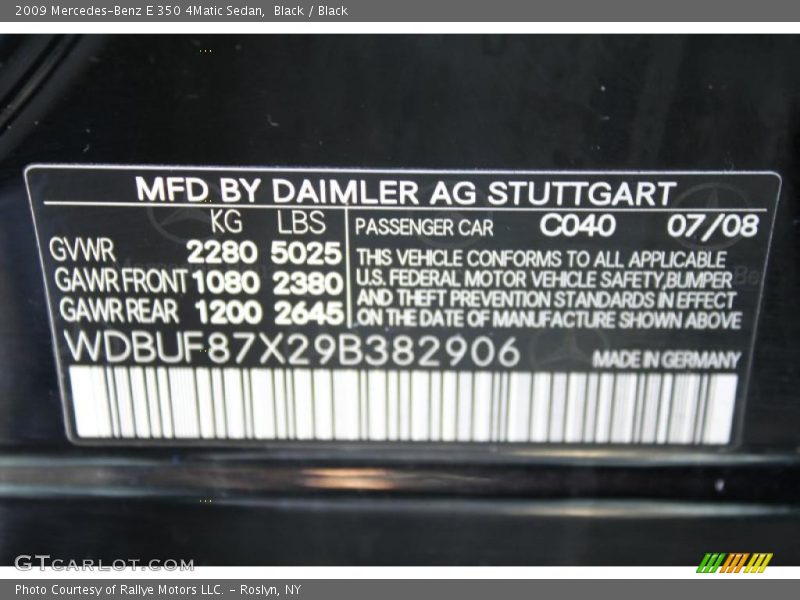 2009 Mercedes-Benz E 350 4Matic Sedan,  Black / Black
MFD BY DAIMLER AG STUTTGART
KG LBS
PASSENGER CAR C040 07/08
GVWR 2280 5025
GAWR FRONT 1080 2380
GAWR REAR 1200 2645
THIS VEHICLE CONFORMS TO ALL APPLICABLE
U.S. FEDERAL MOTOR VEHICLE SAFETY,BUMPER
AND THEFT PREVENTION STANDARDS IN EFFECT
ON THE DATE OF MANUFACTURE SHOWN ABOVE
WDBUF87X29B382906
MADE IN GERMANY
GTCARLOT.COM
Photo Courtesy of Rallye Motors LLC. - Roslyn, NY